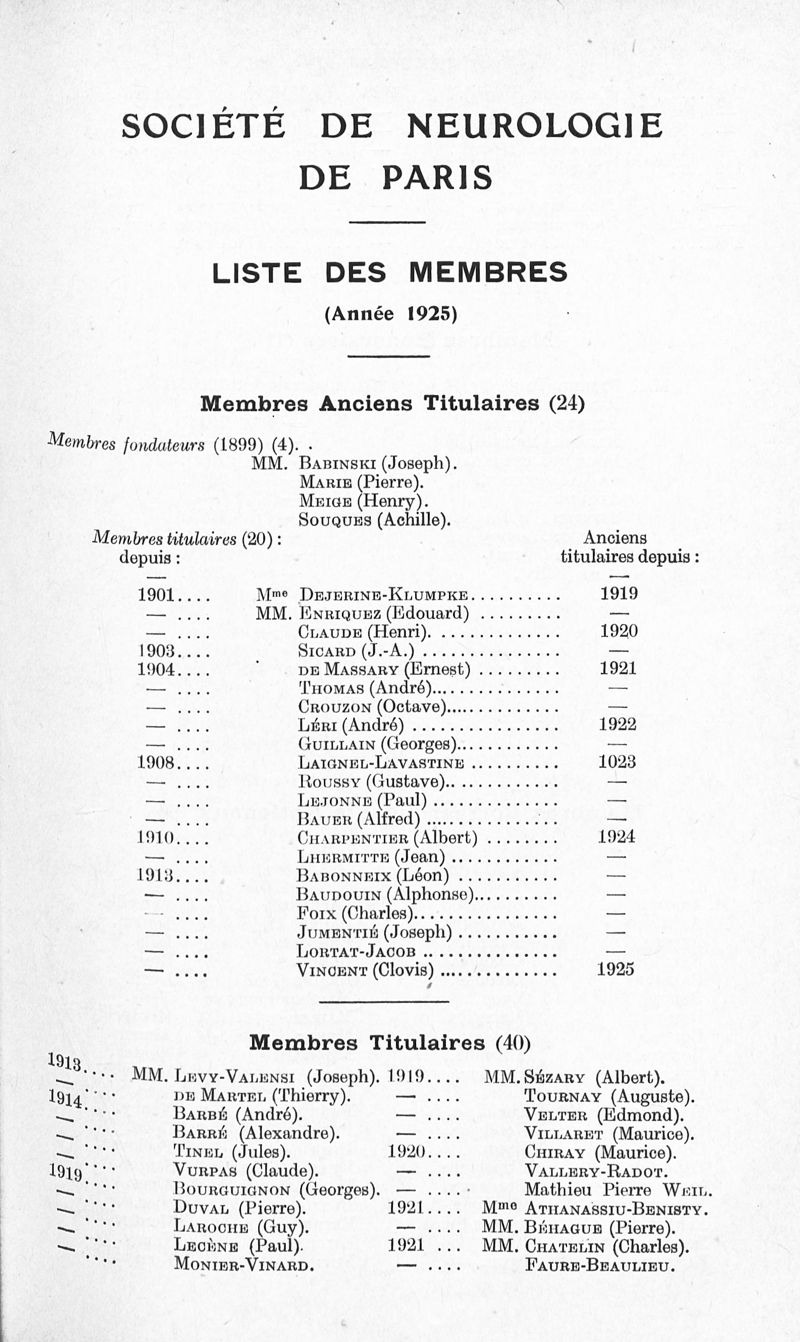 SOCIÉTÉ DE NEUROLOGIE
DE PARIS
LISTE DES MEMBRES
(Année 1925)
Membres Anciens Titulaires (24)
Membres fondateurs (1899) (4). .
MM. BABINSKI (Joseph).
MARIE (Pierre).
MEIGE (Henry).
SOUQUES (Achille).
Membres titulaires (20) : Anciens
depuis : titulaires depuis :
— —
1901.... Mme DEJERINE-KLUMPKE.......... 1919
— .... MM. ENRIQUEZ (Edouard) ......... —
— .... CLAUDE (Henri). ............. 1920
1903.... SICARD (J.-A.) .............. —
1904.... DE MASSARY (Ernest) ......... 1921
— .... THOMAS (André)............... —
— .... CROUZON (Octave)............. —
— .... LÉRI (André) ................ 1922
— .... GUILLAIN (Georges)........... —
1908.... LAIGNEL-LAVASTINE .......... 1023
— .... ROUSSY (Gustave)............. —
— .... LEJONNE (Paul) .............. —
— .... BAUER (Alfred) .............. —
1910.... CHARPENTIER (Albert) ........ 1924
— .... LHERMITTE (Jean) ............ —
1913.... BABONNEIX (Léon) ........... —
— .... BAUDOUIN (Alphonse).......... —
— .... FOIX (Charles)................ —
— .... JUMENTIÉ (Joseph) ........... —
— .... LORTAT-JACOB ............... —
— .... VINCENT (Clovis) .............. 1925
Membres Titulaires (40)
1913.... MM. LEVY-VALENSI (Joseph). 1919.... MM. SÉZARY (Albert).
— .... DE MARTEL (Thierry). — .... TOURNAY (Auguste).
1914.... BARBÉ (André). — .... VELTER (Edmond).
— .... BARRÉ (Alexandre). — .... VILLARET (Maurice).
— .... TINEL (Jules). 1920.... CHIRAY (Maurice).
— .... VURPAS (Claude). — .... VALLERY-RADOT.
1919.... BOURGUIGNON (Georges). — .... Mathieu Pierre WEIL.
— .... DUVAL (Pierre). 1921.... Mme ATHANASSIU-BENISTY.
— .... LAROCHE (Guy). — .... MM. BÉHAGUE (Pierre).
— .... LECÈNE (Paul). 1921 ... MM. CHATELIN (Charles).
— .... MONIER-VINARD. — .... FAURE-BEAULIEU.